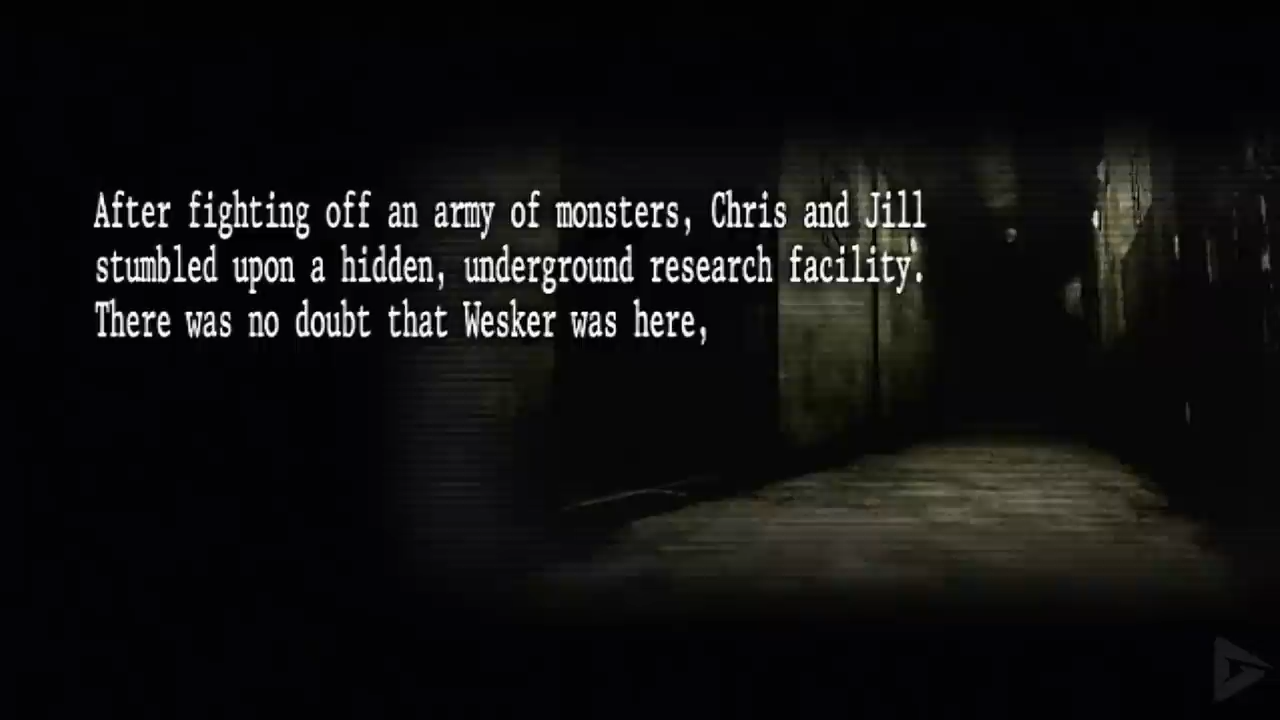 After fighting off an army of monsters, Chris and Jill
stumbled upon a hidden, underground research facility.
There was no doubt that Wesker was here,